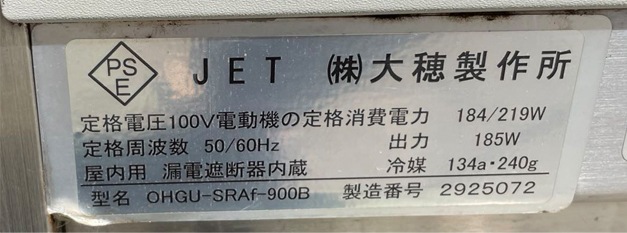 PS
E
JET (株)大穂製作所
定格電圧100V電動機の定格消費電力 184/219W
定格周波数 50/60Hz 出力 185W
屋内用 漏電遮断器内蔵 冷媒 134a・240g
型名 OHGU-SRAf-900B 製造番号 2925072